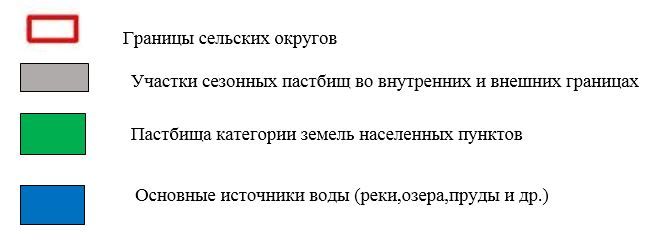 Границы сельских округов
Участки сезонных пастбищ во внутренних и внешних границах
Пастбища категории земель населенных пунктов
Основные источники воды (реки,озера,пруды и др.)